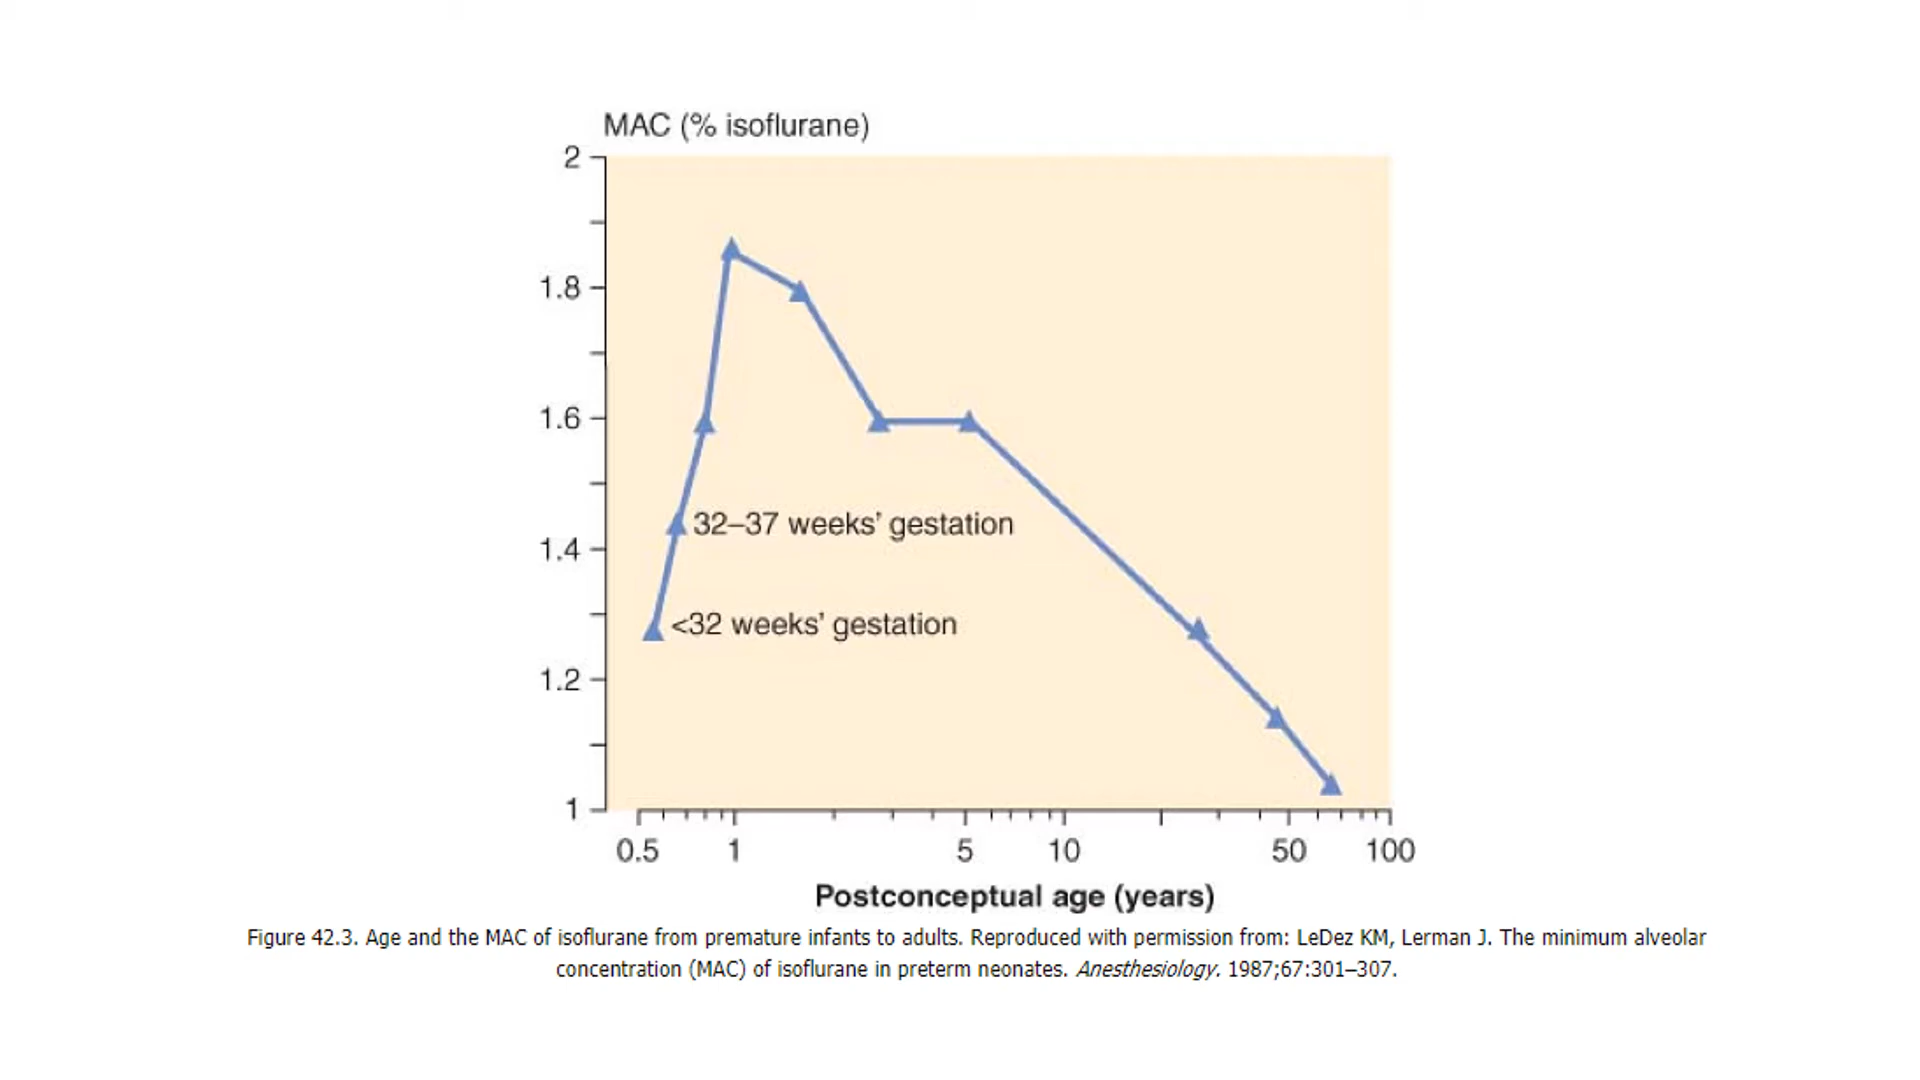 MAC (% isoflurane)
2
1.8
1.6
1.4
1.2
1
32–37 weeks’ gestation
<32 weeks’ gestation
0.5 1 5 10 50 100
Postconceptual age (years)
Figure 42.3. Age and the MAC of isoflurane from premature infants to adults. Reproduced with permission from: LeDez KM, Lerman J. The minimum alveolar
concentration (MAC) of isoflurane in preterm neonates. Anesthesiology. 1987;67:301–307.